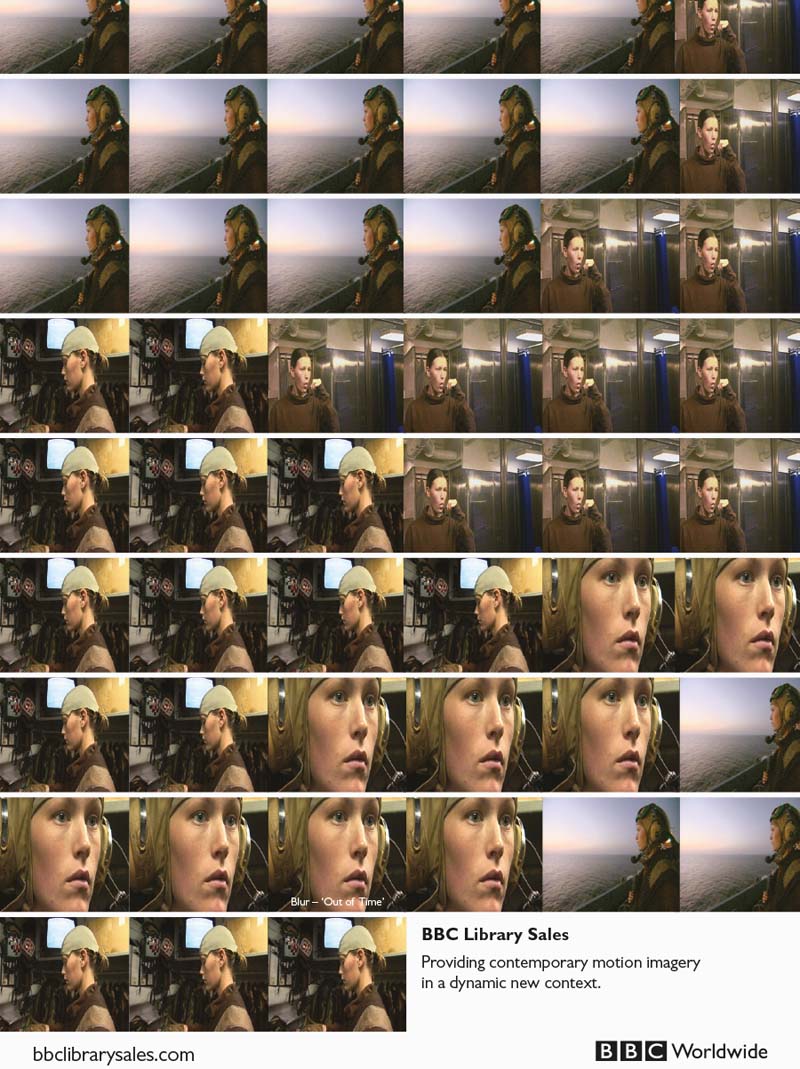 Blur – 'Out of Time'
BBC Library Sales
Providing contemporary motion imagery
in a dynamic new context.
bbclibrarysales.com
BBC Worldwide